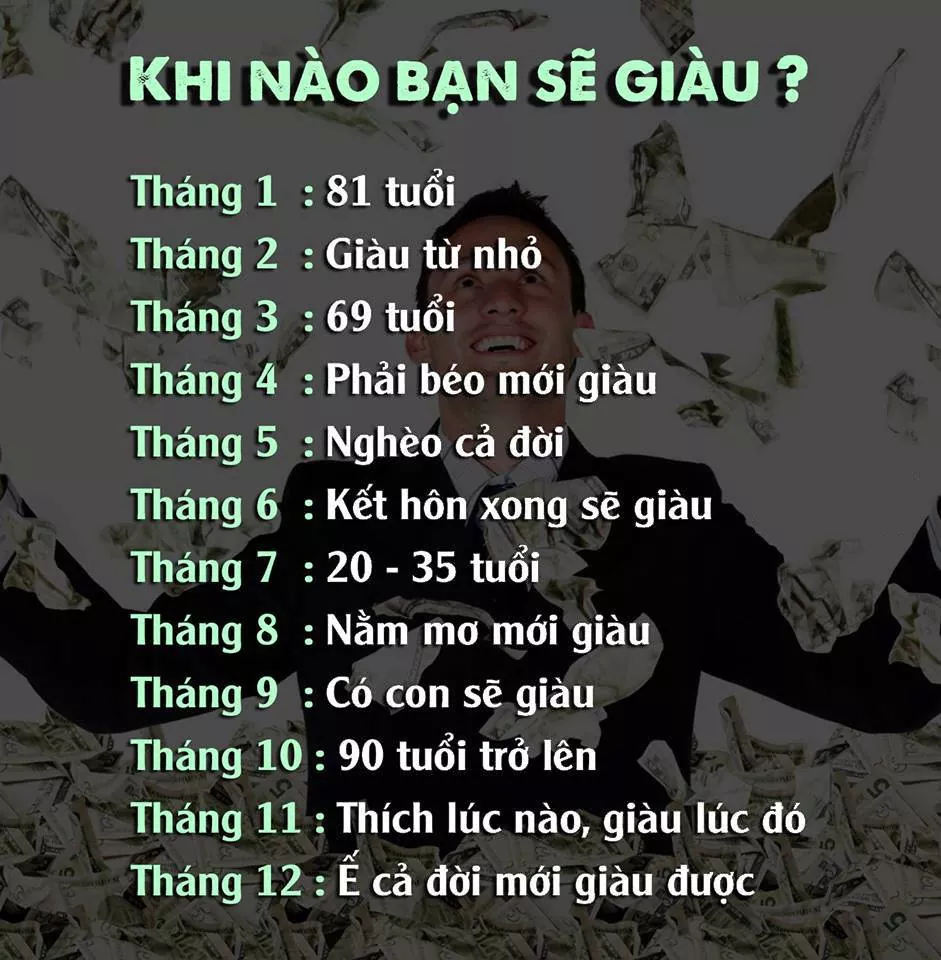 KHI NÀO BẠN SẼ GIÀU ?
Tháng 1 : 81 tuổi
Tháng 2 : Giàu từ nhỏ
Tháng 3 : 69 tuổi
Tháng 4 : Phải béo mới giàu
Tháng 5 : Nghèo cả đời
Tháng 6 : Kết hôn xong sẽ giàu
Tháng 7 : 20 - 35 tuổi
Tháng 8 : Nằm mơ mới giàu
Tháng 9 : Có con sẽ giàu
Tháng 10 : 90 tuổi trở lên
Tháng 11 : Thích lúc nào, giàu lúc đó
Tháng 12 : Ế cả đời mới giàu được